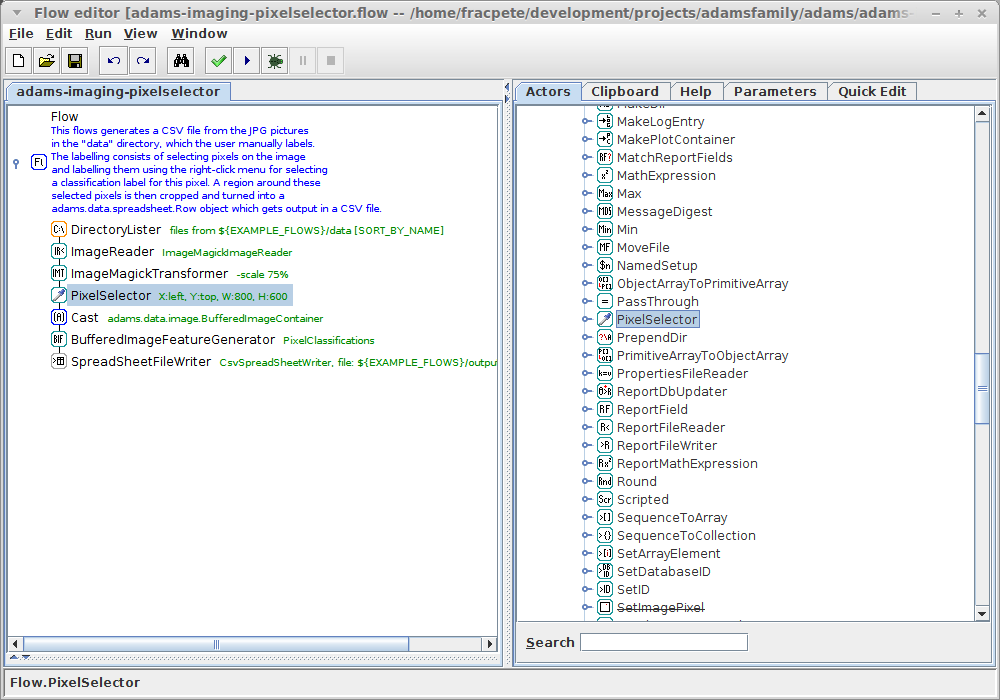 Flow editor [adams-imaging-pixelselector.flow -- /home/fracpete/development/projects/adamsfamily/adams/adams-
File Edit Run View Window
adams-imaging-pixelselector
Flow
This flows generates a CSV file from the JPG pictures
in the "data" directory, which the user manually labels.
The labelling consists of selecting pixels on the image
and labelling them using the right-click menu for selecting
a classification label for this pixel. A region around these
selected pixels is then cropped and turned into a
adams.data.spreadsheet.Row object which gets output in a CSV file.
DirectoryLister files from ${EXAMPLE_FLOWS}/data [SORT_BY_NAME]
ImageReader ImageMagickImageReader
ImageMagickTransformer -scale 75%
PixelSelector X:left, Y:top, W:800, H:600
Cast adams.data.image.BufferedImageContainer
BufferedImageFeatureGenerator PixelClassifications
SpreadSheetFileWriter CsvSpreadSheetWriter, file: ${EXAMPLE_FLOWS}/outpu
Actors Clipboard Help Parameters Quick Edit
MakeDir
MakeLogEntry
MakePlotContainer
MatchReportFields
MathExpression
Max
MessageDigest
Min
MoveFile
NamedSetup
ObjectArrayToPrimitiveArray
PassThrough
PixelSelector
PrependDir
PrimitiveArrayToObjectArray
PropertiesFileReader
ReportDbUpdater
ReportField
ReportFileReader
ReportFileWriter
ReportMathExpression
Round
Scripted
SequenceToArray
SequenceToCollection
SetArrayElement
SetDatabaseID
SetID
SetImagePixel
Search
Flow.PixelSelector